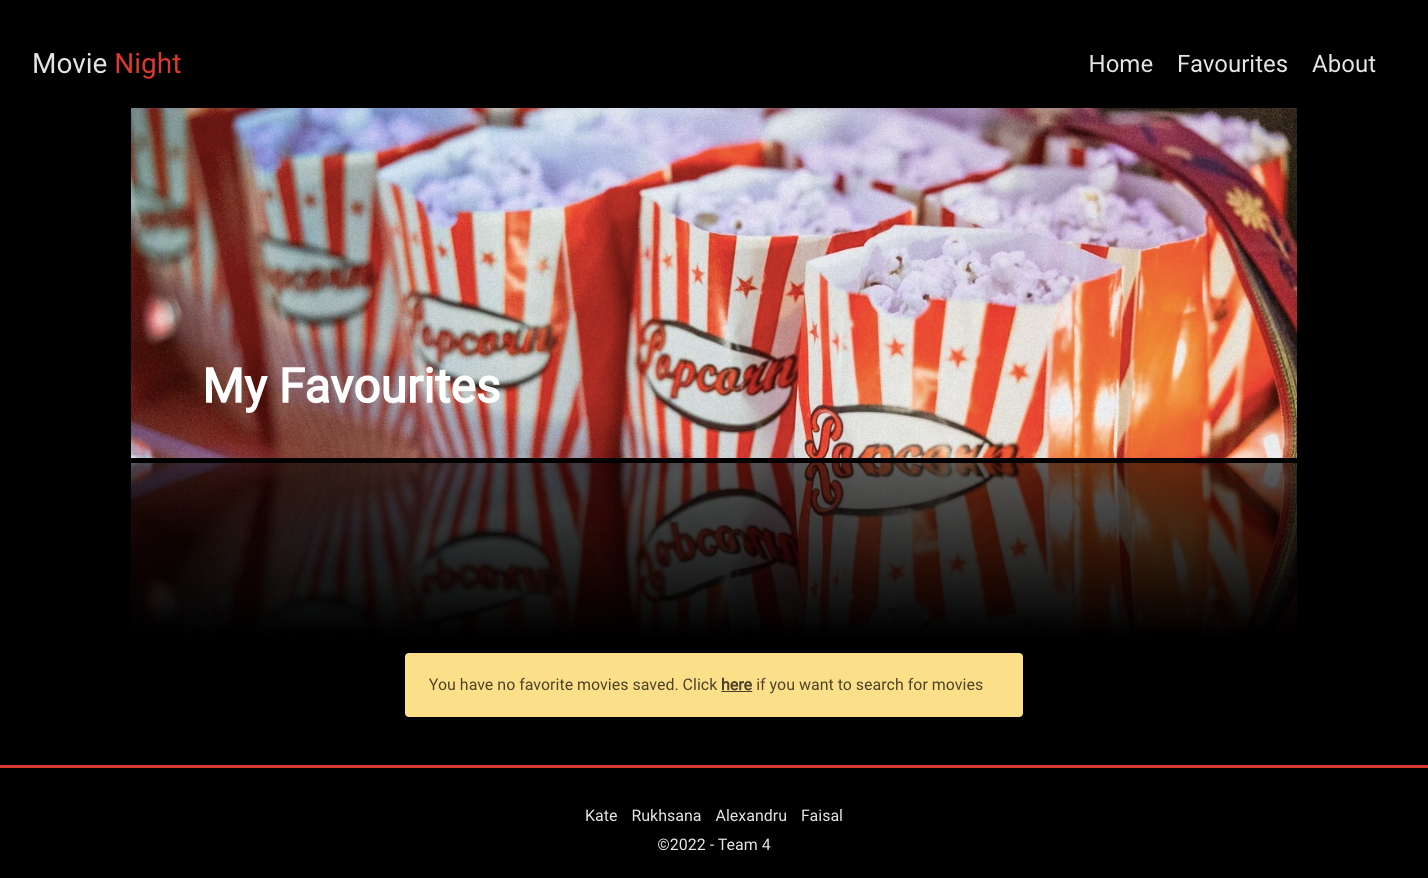 Movie Night
Home Favourites About
Popcorn
Popcorn
Popcorn
Popcorn
My Favourites
You have no favorite movies saved. Click here if you want to search for movies
Kate Rukhsana Alexandru Faisal
©2022 - Team 4